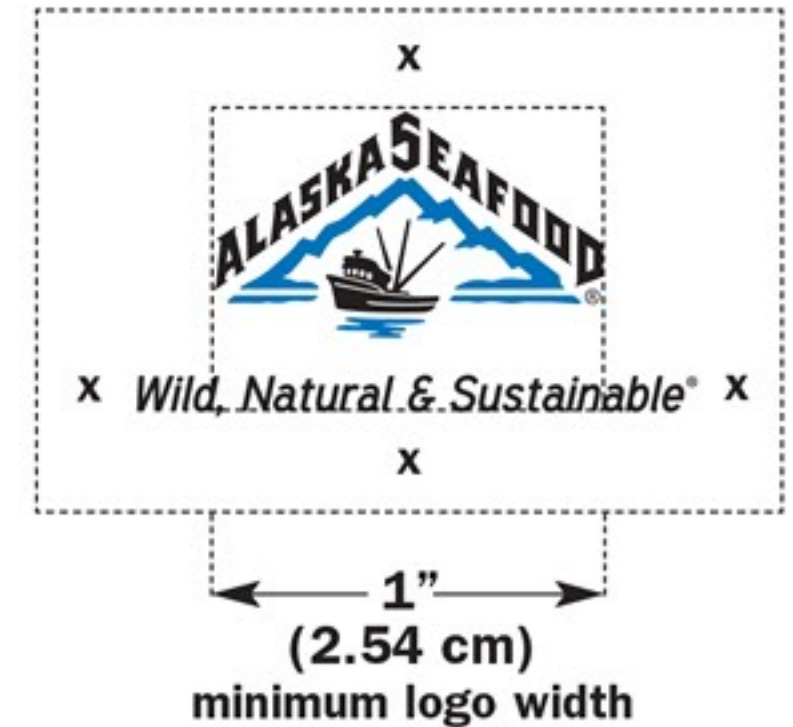 x
ALASKA SEAFOOD®
x Wild, Natural & Sustainable® x
x
1”
(2.54 cm)
minimum logo width